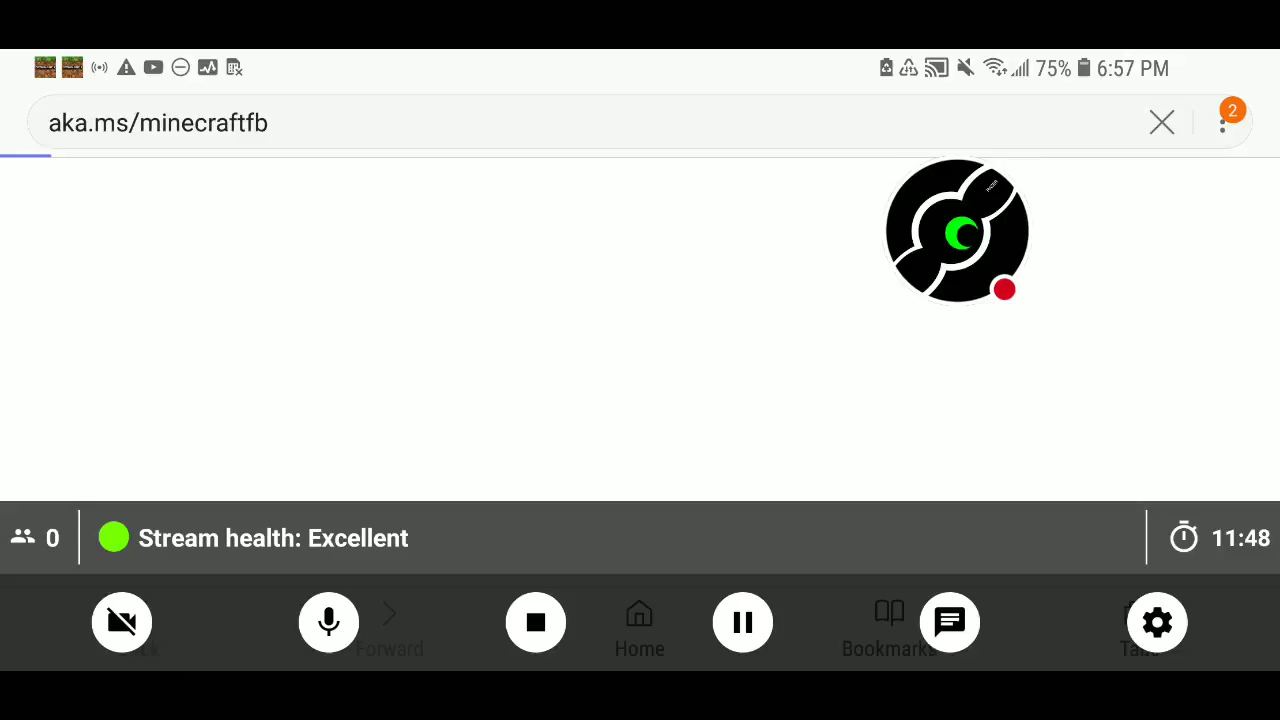 75% 6:57 PM
aka.ms/minecraftfb
2
0 Stream health: Excellent 11:48
Forward Home Bookmarks